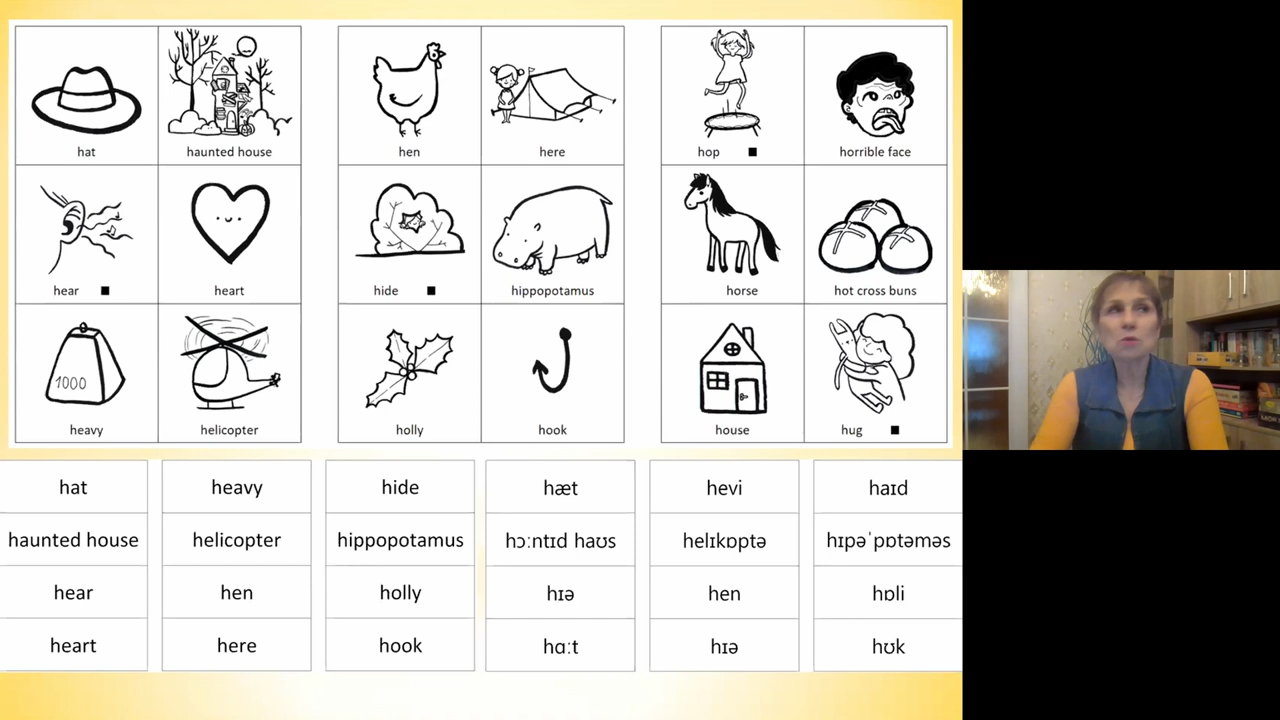 hat
haunted house
hen
here
hop
horrible face
hear
heart
hide
hippopotamus
horse
hot cross buns
1000
heavy
helicopter
holly
hook
house
hug
hat
heavy
hide
hæt
hevi
haɪd
haunted house
helicopter
hippopotamus
hɔːntɪd haʊs
helɪkɒptə
hɪpəˈpɒtəməs
hear
hen
holly
hɪə
hen
hɒli
heart
here
hook
hɑːt
hɪə
hʊk